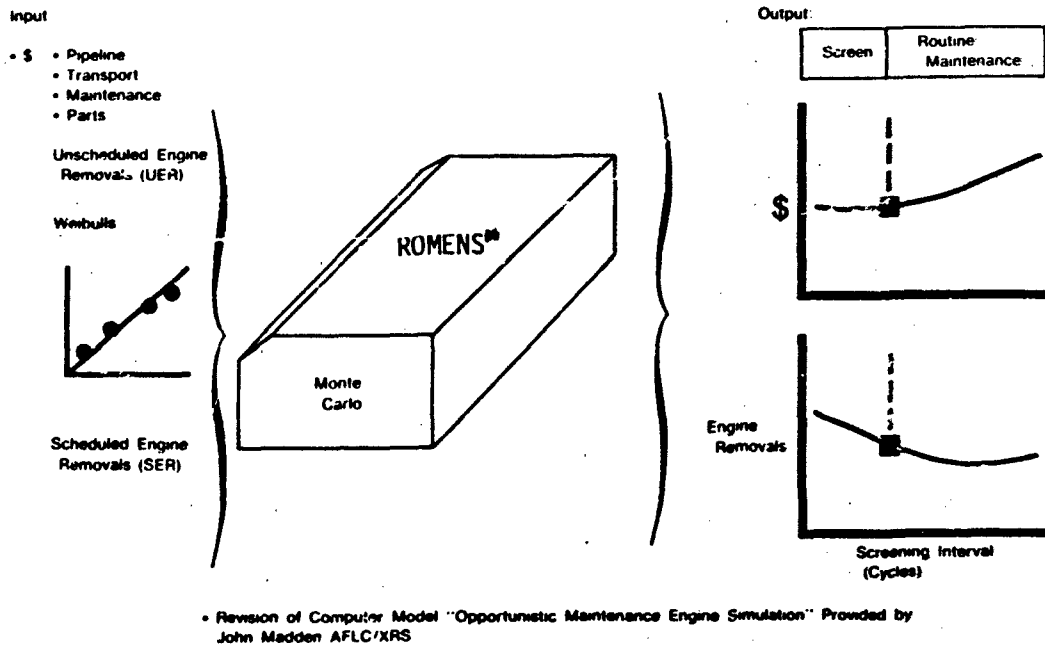 Input
• $ • Pipeline
• Transport
• Maintenance
• Parts
Unscheduled Engine
Removals (UER)
Weibulls
Scheduled Engine
Removals (SER)
ROMENS
Monte
Carlo
Output:
Screen
Routine
Maintenance
$
Engine
Removals
Screening Interval
(Cycles)
• Revision of Computer Model "Opportunistic Maintenance Engine Simulation" Provided by
John Madden AFLC/XRS